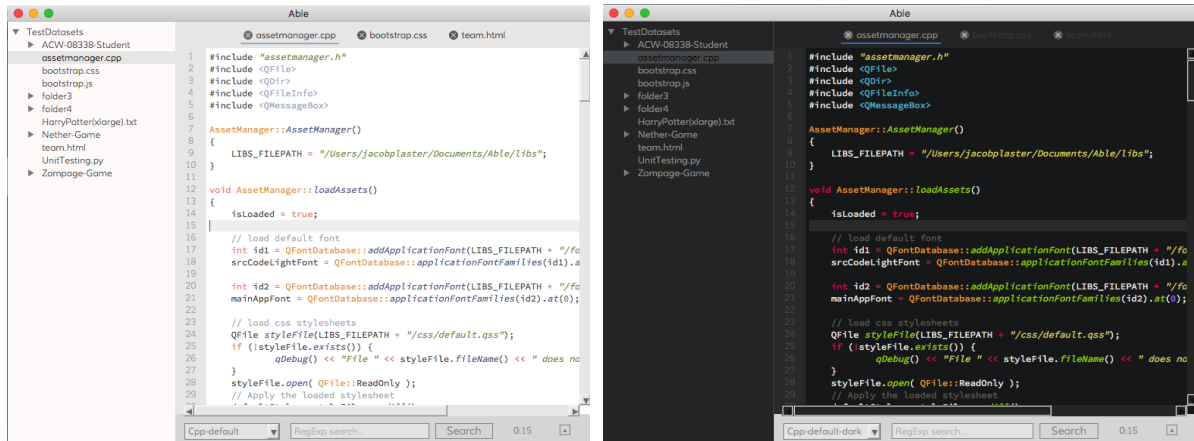 Able
TestDatasets
ACW-08338-Student
assetmanager.cpp
bootstrap.css
bootstrap.js
folder3
folder4
HarryPotter(xlarge).txt
Nether-Game
team.html
UnitTesting.py
Zompage-Game
assetmanager.cpp bootstrap.css team.html
1 #include "assetmanager.h"
2 #include <QFile>
3 #include <QDir>
4 #include <QFileInfo>
5 #include <QMessageBox>
6
7 AssetManager::AssetManager()
8 {
9 LIBS_FILEPATH = "/Users/jacobplaster/Documents/Able/libs";
10 }
11
12 void AssetManager::loadAssets()
13 {
14 isLoaded = true;
15
16 // load default font
17 int id1 = QFontDatabase::addApplicationFont(LIBS_FILEPATH + "/fo
18 srcCodeLightFont = QFontDatabase::applicationFontFamilies(id1).a
19
20 int id2 = QFontDatabase::addApplicationFont(LIBS_FILEPATH + "/fo
21 mainAppFont = QFontDatabase::applicationFontFamilies(id2).at(0);
22
23 // load css stylesheets
24 QFile styleFile(LIBS_FILEPATH + "/css/default.qss");
25 if (!styleFile.exists()) {
26 qDebug() << "File " << styleFile.fileName() << " does no
27 }
28 styleFile.open( QFile::ReadOnly );
29 // Apply the loaded stylesheet
Cpp-default RegExp search... Search 0:15
Able
TestDatasets
ACW-08338-Student
assetmanager.cpp
bootstrap.css
bootstrap.js
folder3
folder4
HarryPotter(xlarge).txt
Nether-Game
team.html
UnitTesting.py
Zompage-Game
assetmanager.cpp bootstrap.css team.html
1 #include "assetmanager.h"
2 #include <QFile>
3 #include <QDir>
4 #include <QFileInfo>
5 #include <QMessageBox>
6
7 AssetManager::AssetManager()
8 {
9 LIBS_FILEPATH = "/Users/jacobplaster/Documents/Able/libs";
10 }
11
12 void AssetManager::loadAssets()
13 {
14 isLoaded = true;
15
16 // load default font
17 int id1 = QFontDatabase::addApplicationFont(LIBS_FILEPATH + "/fo
18 srcCodeLightFont = QFontDatabase::applicationFontFamilies(id1).a
19
20 int id2 = QFontDatabase::addApplicationFont(LIBS_FILEPATH + "/fo
21 mainAppFont = QFontDatabase::applicationFontFamilies(id2).at(0);
22
23 // load css stylesheets
24 QFile styleFile(LIBS_FILEPATH + "/css/default.qss");
25 if (!styleFile.exists()) {
26 qDebug() << "File " << styleFile.fileName() << " does no
27 }
28 styleFile.open( QFile::ReadOnly );
29 // Apply the loaded stylesheet
Cpp-default-dark RegExp search... Search 0:15